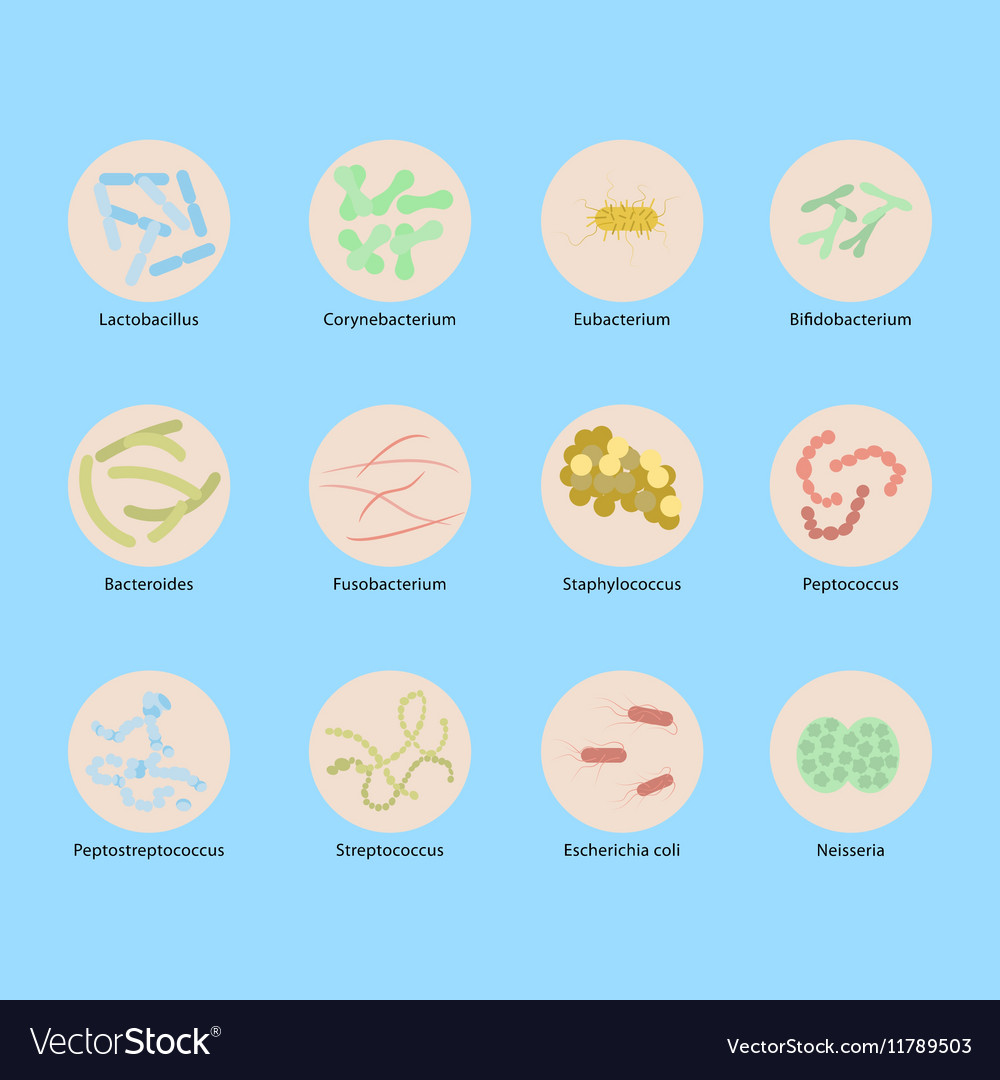 Lactobacillus
Corynebacterium
Eubacterium
Bifidobacterium
Bacteroides
Fusobacterium
Staphylococcus
Peptococcus
Peptostreptococcus
Streptococcus
Escherichia coli
Neisseria
VectorStock®
VectorStock.com/11789503